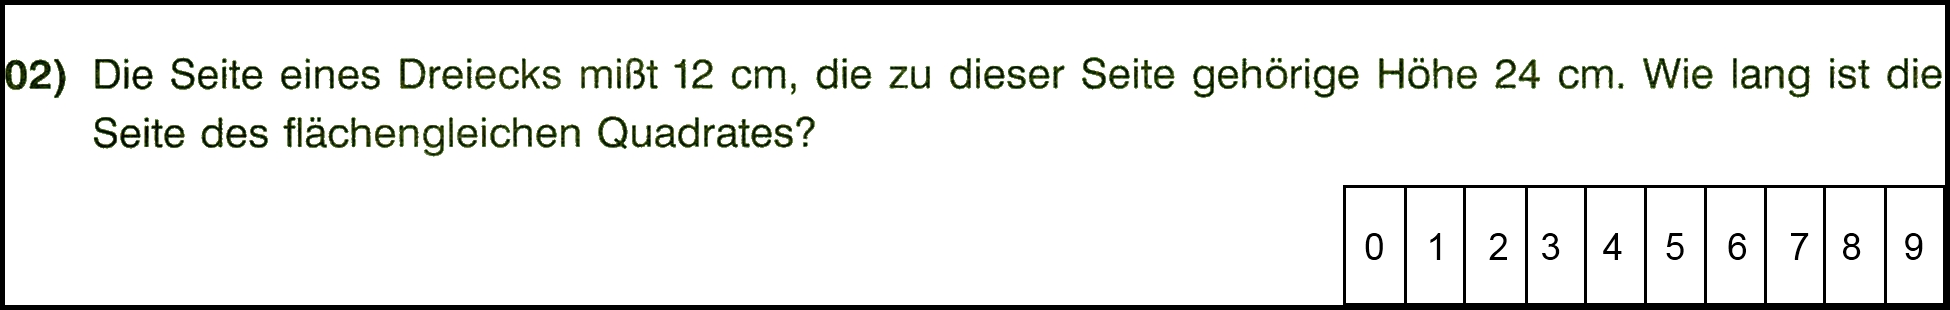 02) Die Seite eines Dreiecks mißt 12 cm, die zu dieser Seite gehörige Höhe 24 cm. Wie lang ist die
Seite des flächengleichen Quadrates?
0 1 2 3 4 5 6 7 8 9